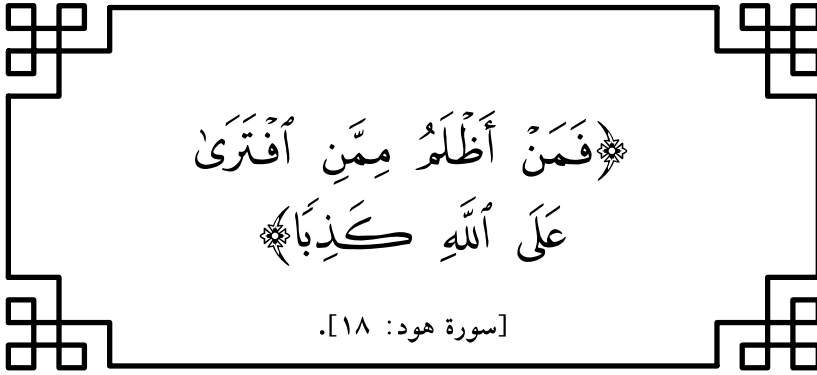 ﴿فَمَنْ أَظْلَمُ مِمَّنِ ٱفْتَرَىٰ
عَلَى ٱللَّهِ كَذِبًا﴾
[سورة هود: ١٨].